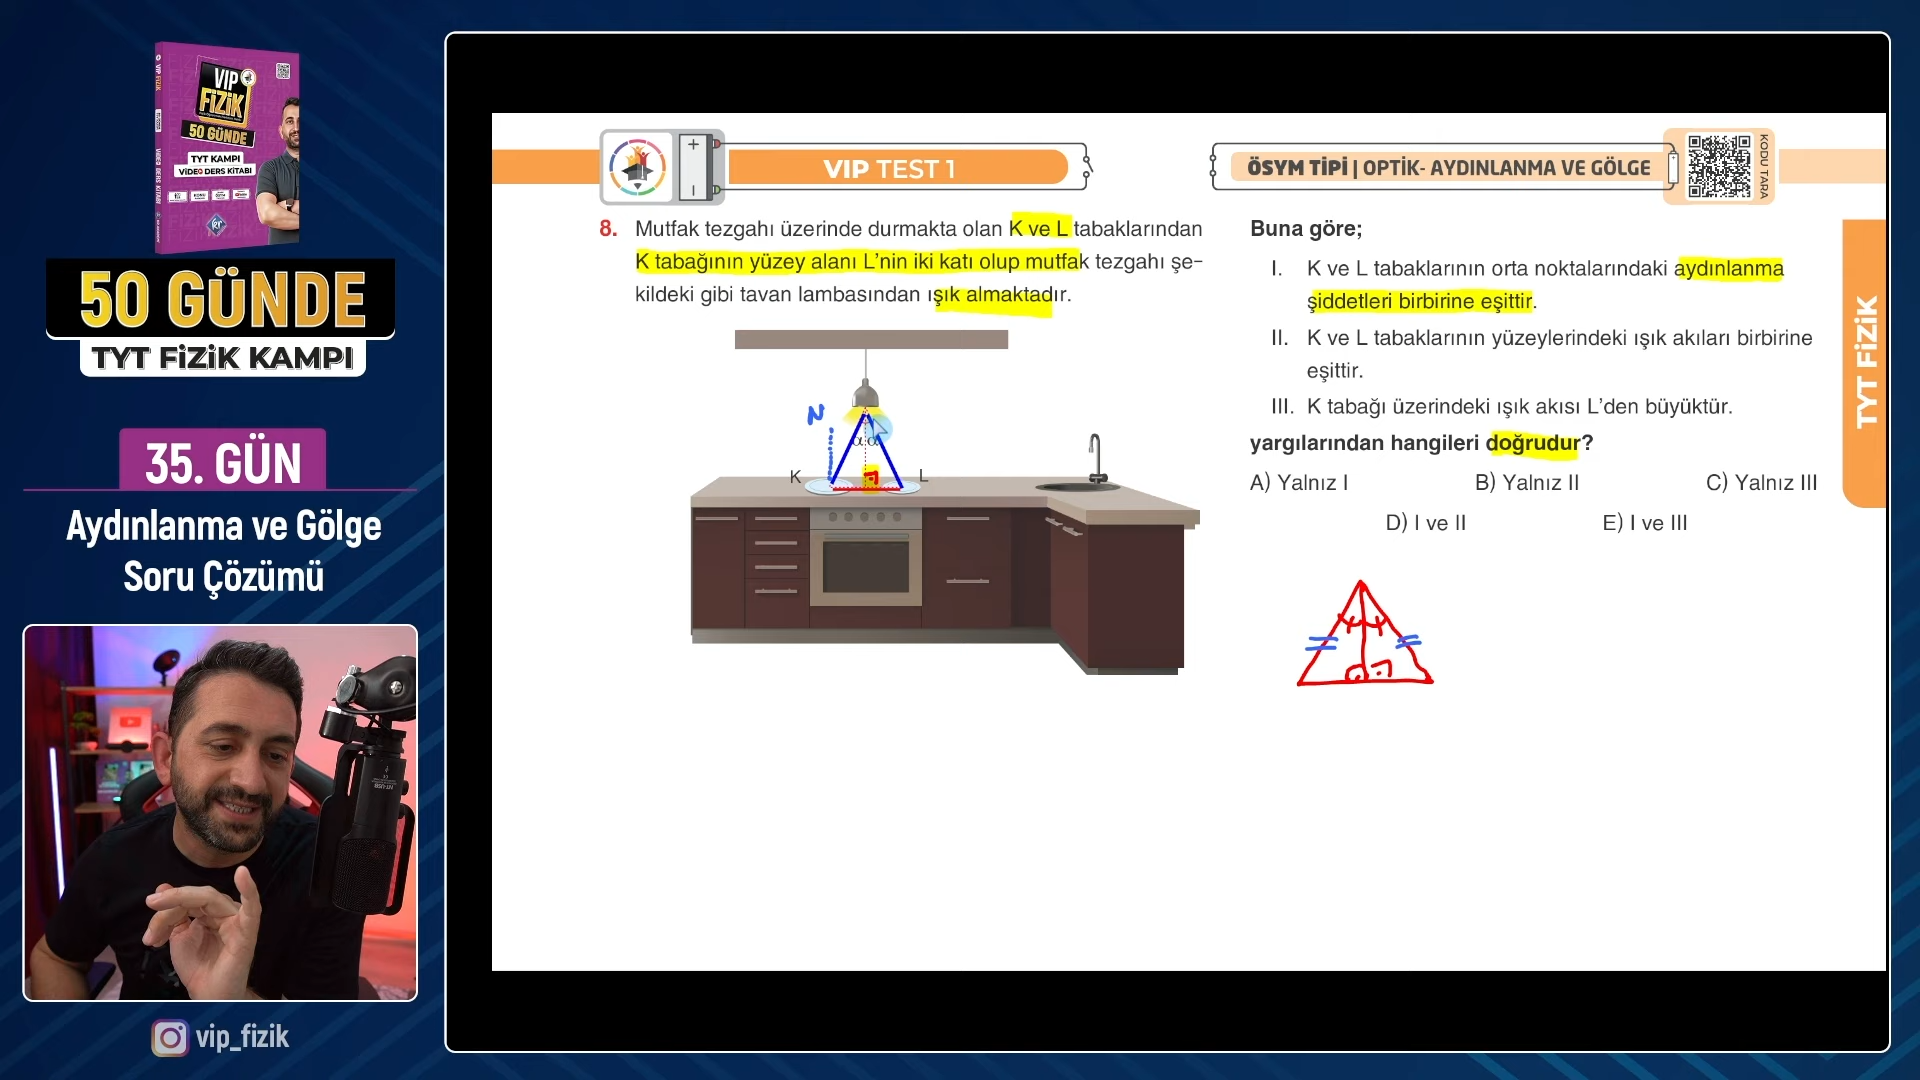 VIP
FİZİK
50 GÜNDE
TYT KAMPI
VİDEO DERS KİTABI
50 GÜNDE
TYT FİZİK KAMPI
35. GÜN
Aydınlanma ve Gölge
Soru Çözümü
vip_fizik
VIP TEST 1
ÖSYM TİPİ | OPTİK- AYDINLANMA VE GÖLGE
KODU TARA
TYT FİZİK
8. Mutfak tezgahı üzerinde durmakta olan K ve L tabaklarından
K tabağının yüzey alanı L'nin iki katı olup mutfak tezgahı şe-
kildeki gibi tavan lambasından ışık almaktadır.
N
α α
K L
Buna göre;
I. K ve L tabaklarının orta noktalarındaki aydınlanma
şiddetleri birbirine eşittir.
II. K ve L tabaklarının yüzeylerindeki ışık akıları birbirine
eşittir.
III. K tabağı üzerindeki ışık akısı L'den büyüktür.
yargılarından hangileri doğrudur?
A) Yalnız I B) Yalnız II C) Yalnız III
D) I ve II E) I ve III